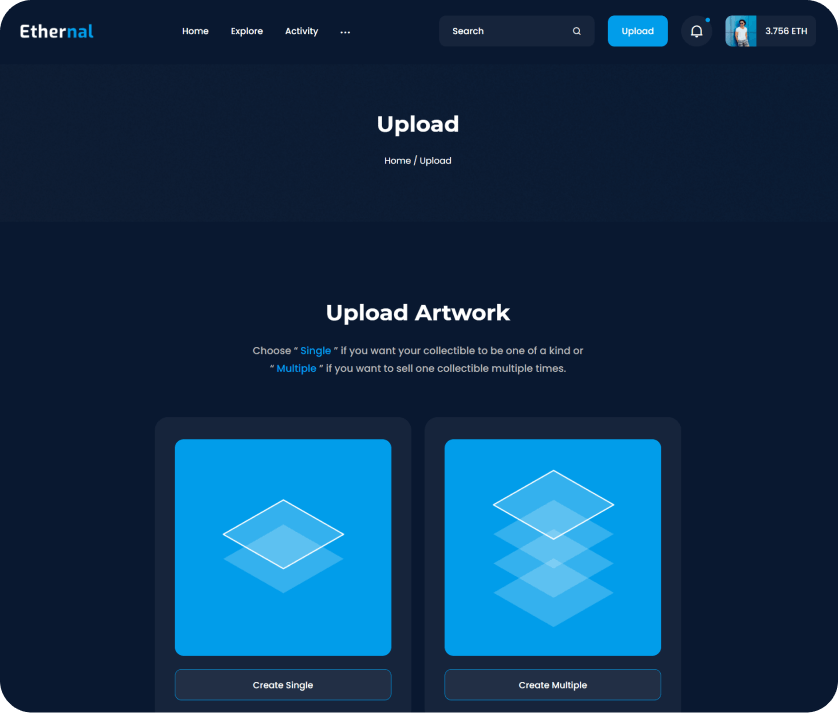 Ethernal Home Explore Activity ... Search Upload 3.756 ETH
Upload
Home / Upload
Upload Artwork
Choose “ Single ” if you want your collectible to be one of a kind or
“ Multiple ” if you want to sell one collectible multiple times.
Create Single
Create Multiple